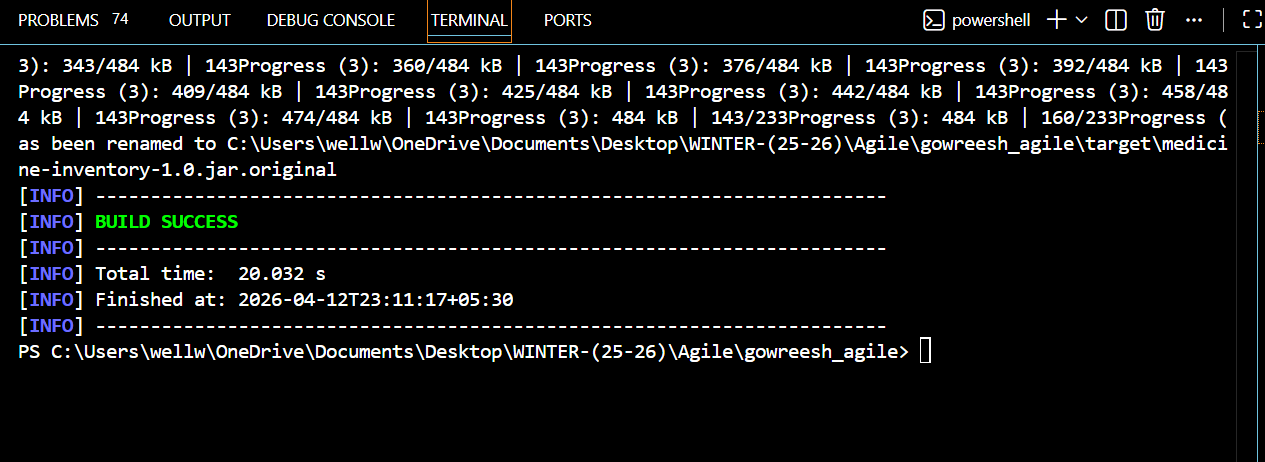 PROBLEMS 74 OUTPUT DEBUG CONSOLE TERMINAL PORTS powershell
3): 343/484 kB | 143Progress (3): 360/484 kB | 143Progress (3): 376/484 kB | 143Progress (3): 392/484 kB | 143
Progress (3): 409/484 kB | 143Progress (3): 425/484 kB | 143Progress (3): 442/484 kB | 143Progress (3): 458/48
4 kB | 143Progress (3): 474/484 kB | 143Progress (3): 484 kB | 143/233Progress (3): 484 kB | 160/233Progress (
as been renamed to C:\Users\wellw\OneDrive\Documents\Desktop\WINTER-(25-26)\Agile\gowreesh_agile\target\medici
ne-inventory-1.0.jar.original
[INFO] ------------------------------------------------------------------------
[INFO] BUILD SUCCESS
[INFO] ------------------------------------------------------------------------
[INFO] Total time:  20.032 s
[INFO] Finished at: 2026-04-12T23:11:17+05:30
[INFO] ------------------------------------------------------------------------
PS C:\Users\wellw\OneDrive\Documents\Desktop\WINTER-(25-26)\Agile\gowreesh_agile>